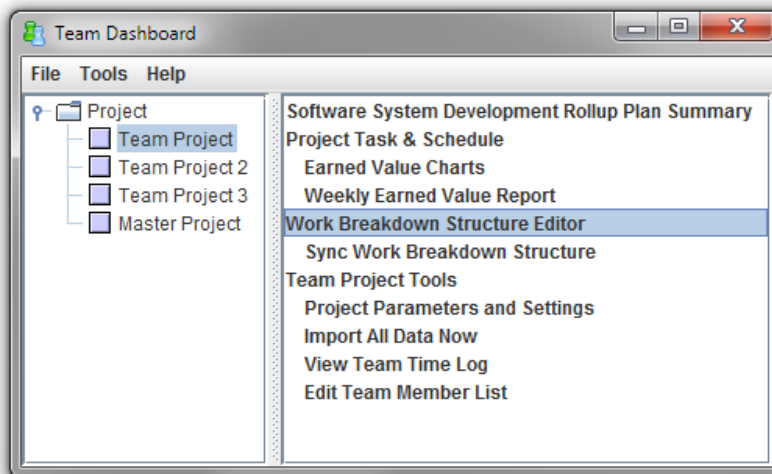 Team Dashboard
File Tools Help
Project
Team Project
Team Project 2
Team Project 3
Master Project
Software System Development Rollup Plan Summary
Project Task & Schedule
Earned Value Charts
Weekly Earned Value Report
Work Breakdown Structure Editor
Sync Work Breakdown Structure
Team Project Tools
Project Parameters and Settings
Import All Data Now
View Team Time Log
Edit Team Member List